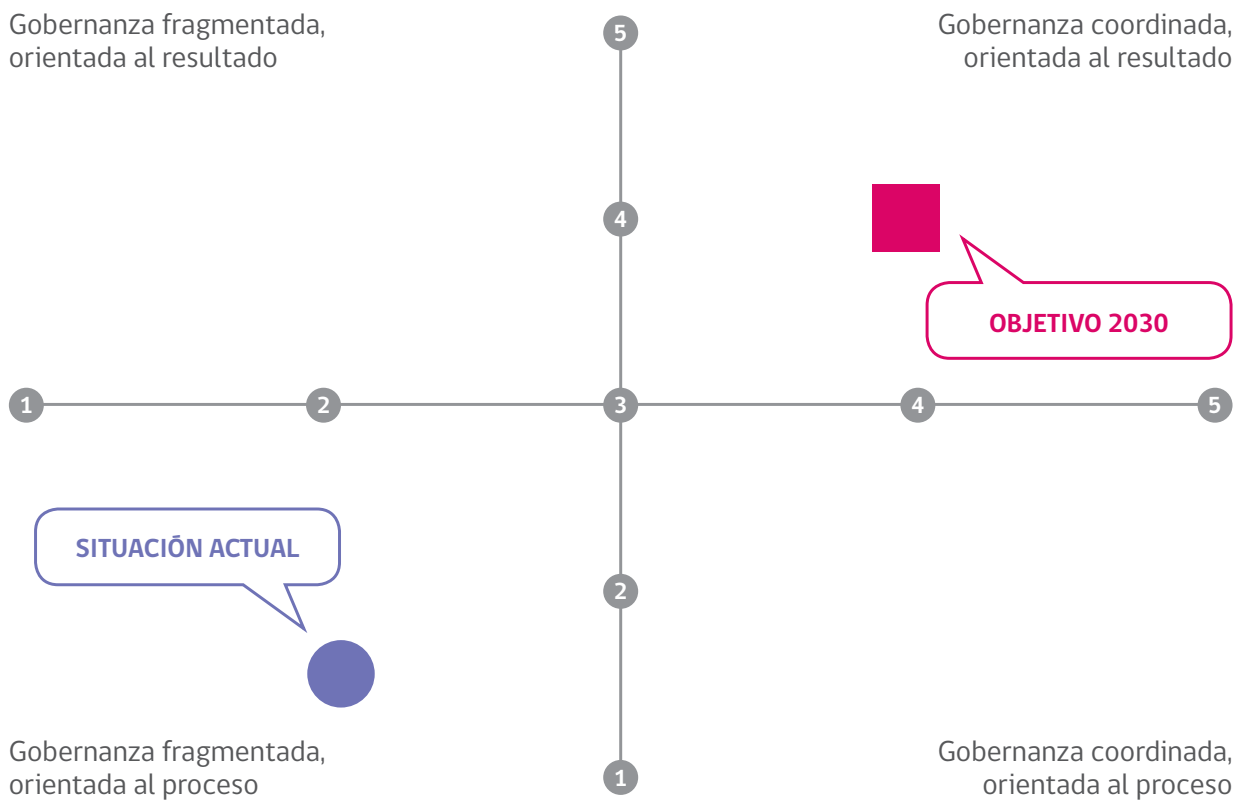 Gobernanza fragmentada,
orientada al resultado
5
Gobernanza coordinada,
orientada al resultado
4
OBJETIVO 2030
1
2
3
4
5
SITUACIÓN ACTUAL
2
Gobernanza fragmentada,
orientada al proceso
1
Gobernanza coordinada,
orientada al proceso